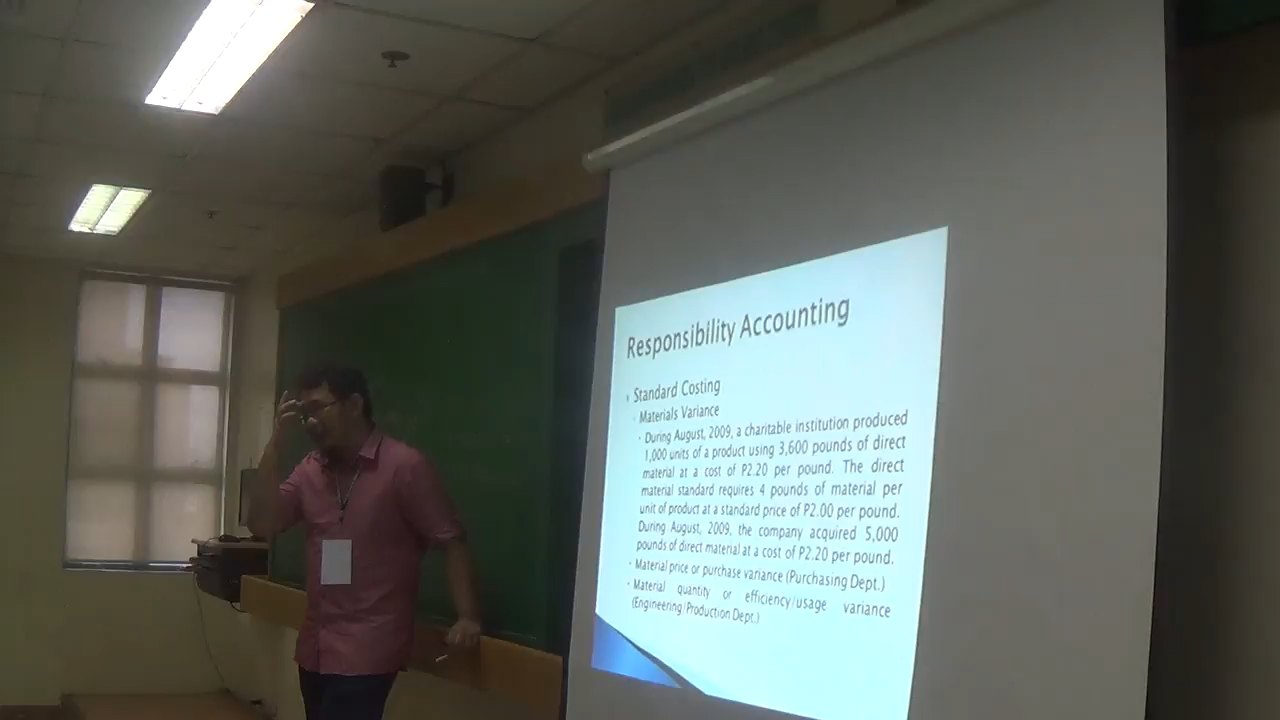 Responsibility Accounting
Standard Costing
Materials Variance
During August, 2009, a charitable institution produced
1,000 units of a product using 3,600 pounds of direct
material at a cost of P2.20 per pound. The direct
material standard requires 4 pounds of material per
unit of product at a standard price of P2.00 per pound.
During August, 2009, the company acquired 5,000
pounds of direct material at a cost of P2.20 per pound.
Material price or purchase variance (Purchasing Dept.)
Material quantity or efficiency/usage variance
(Engineering/Production Dept.)